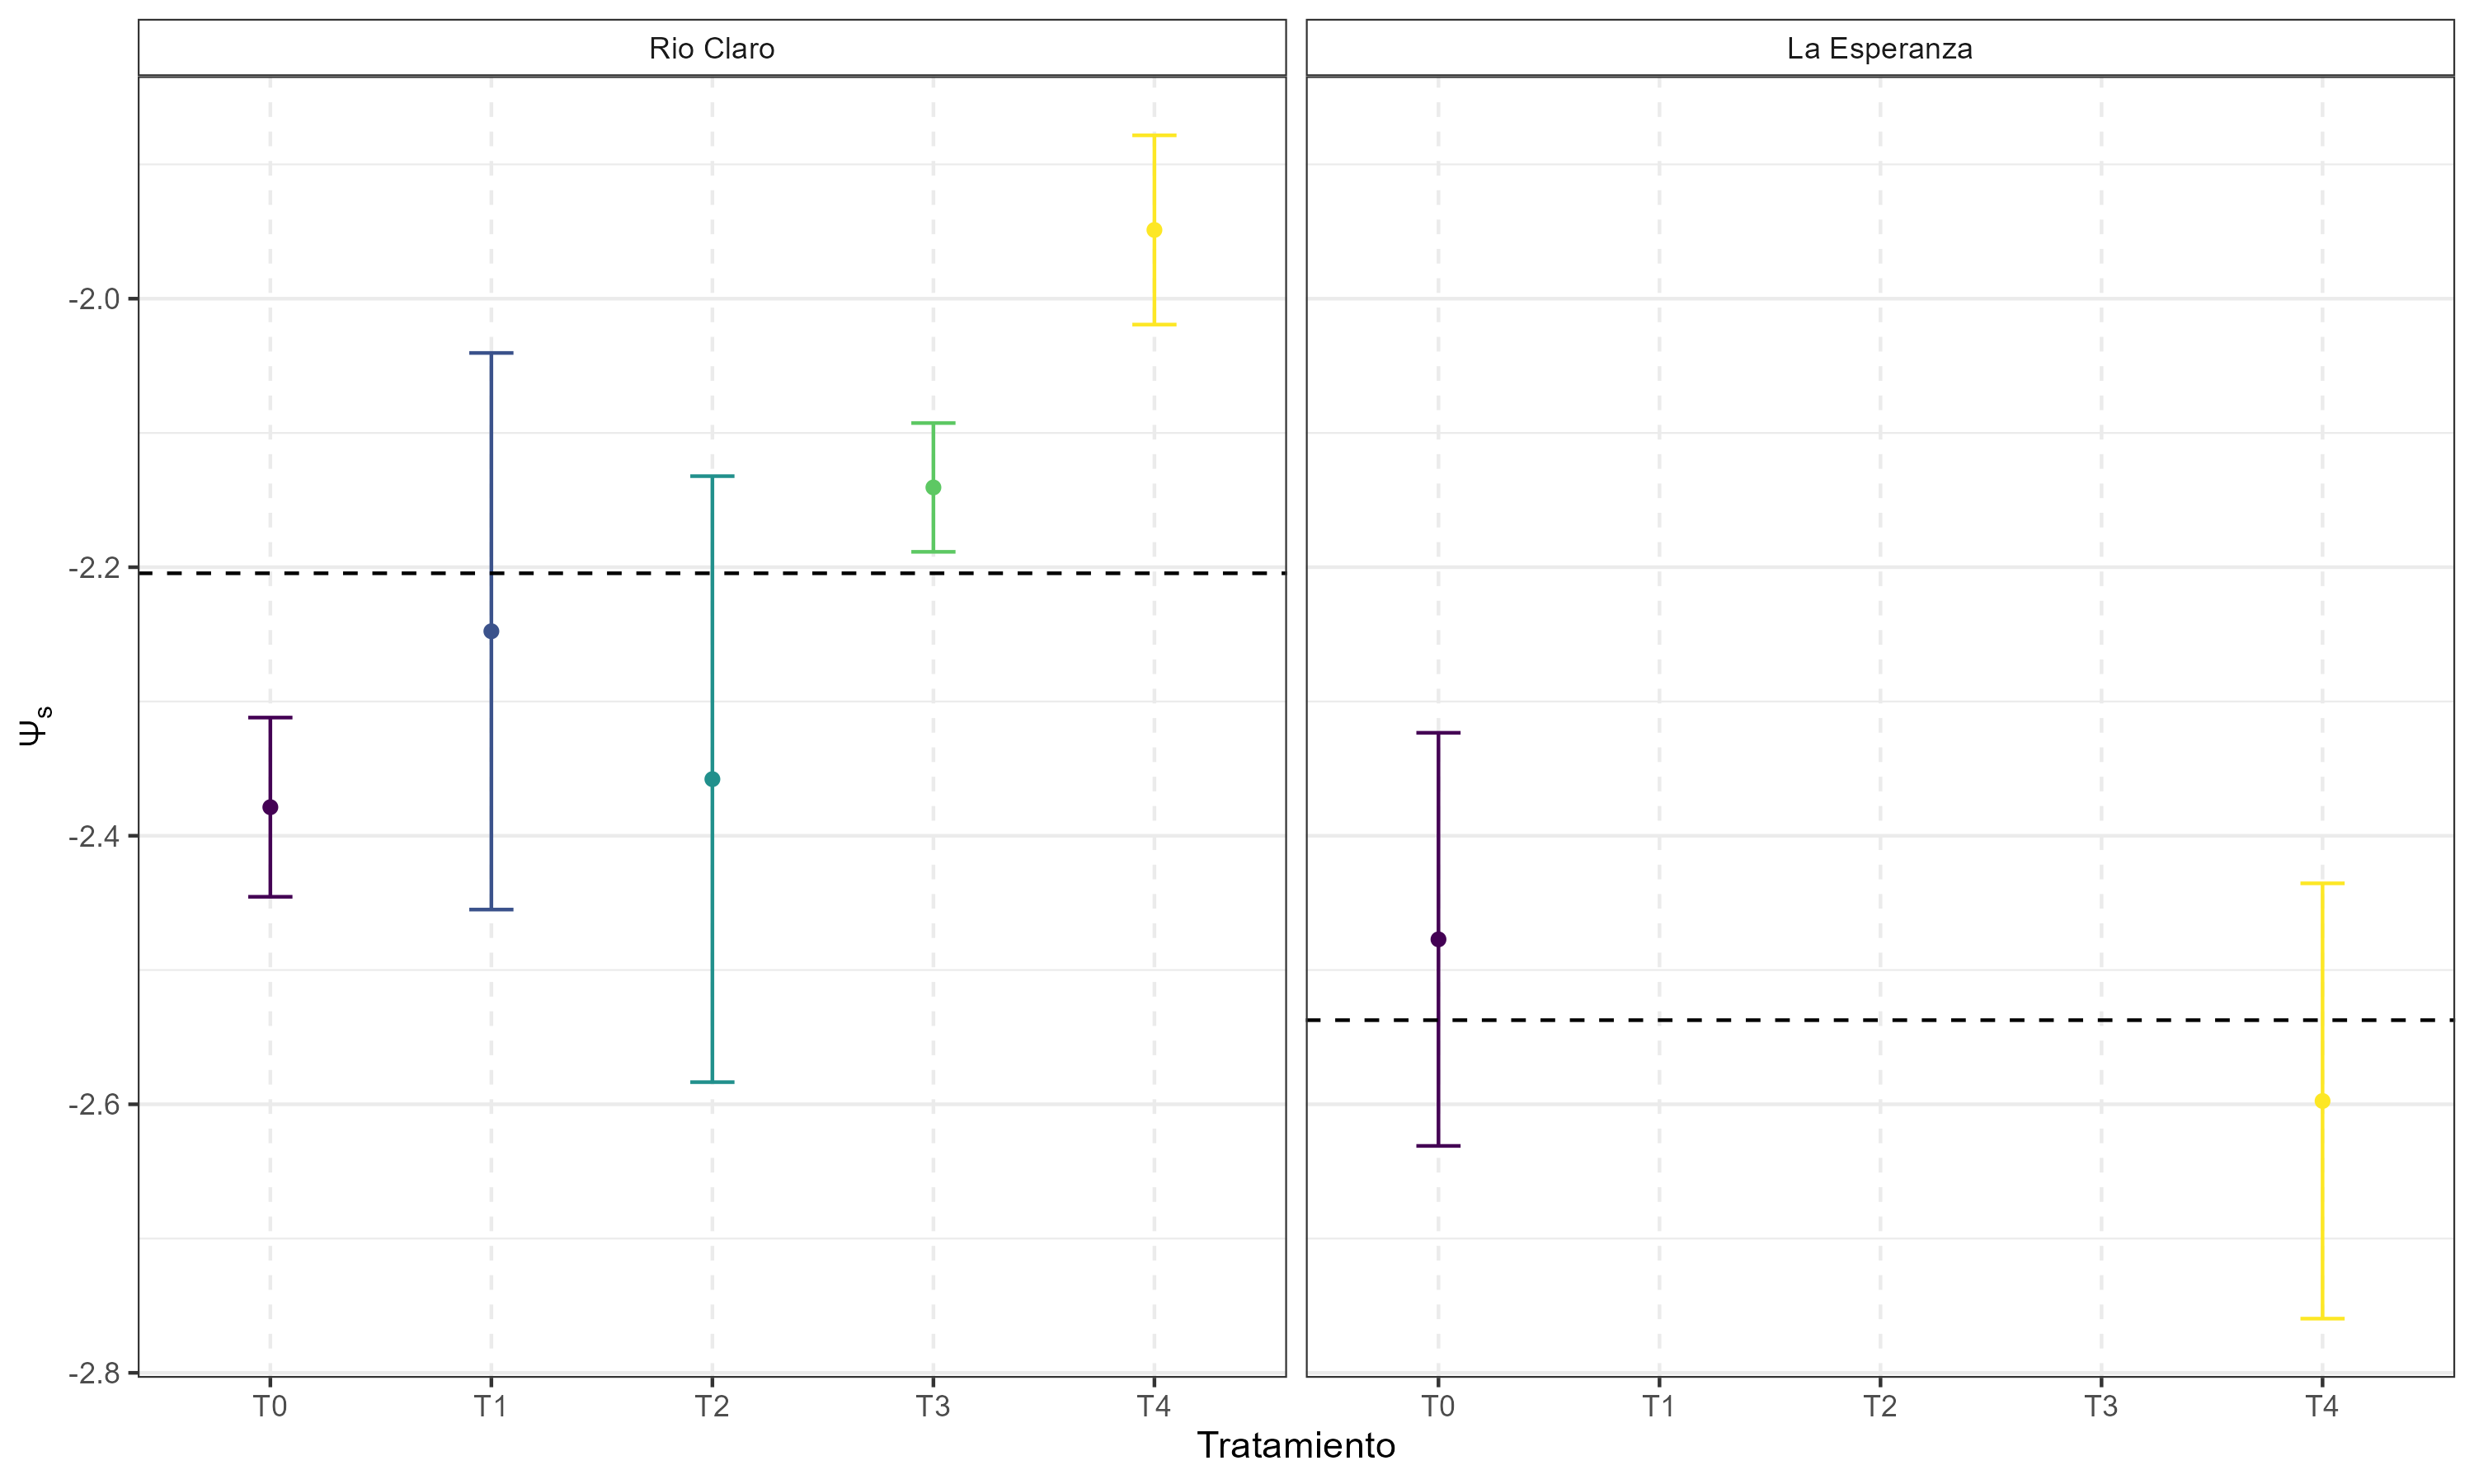 Rio Claro
La Esperanza
-2.0
-2.2
-2.4
-2.6
-2.8
Ψs
T0 T1 T2 T3 T4
T0 T1 T2 T3 T4
Tratamiento